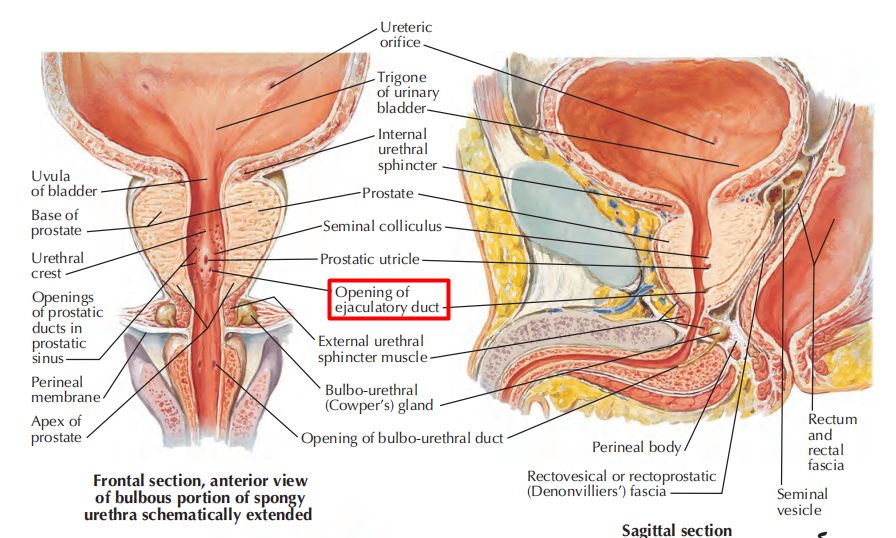 Ureteric
orifice
Trigone
of urinary
bladder
Internal
urethral
sphincter
Uvula
of bladder
Prostate
Base of
prostate
Seminal colliculus
Urethral
crest
Prostatic utricle
Opening of
ejaculatory duct
Openings
of prostatic
ducts in
prostatic
sinus
External urethral
sphincter muscle
Perineal
membrane
Bulbo-urethral
(Cowper's) gland
Apex of
prostate
Opening of bulbo-urethral duct
Perineal body
Rectum
and
rectal
fascia
Rectovesical or rectoprostatic
(Denonvilliers') fascia
Seminal
vesicle
Frontal section, anterior view
of bulbous portion of spongy
urethra schematically extended
Sagittal section